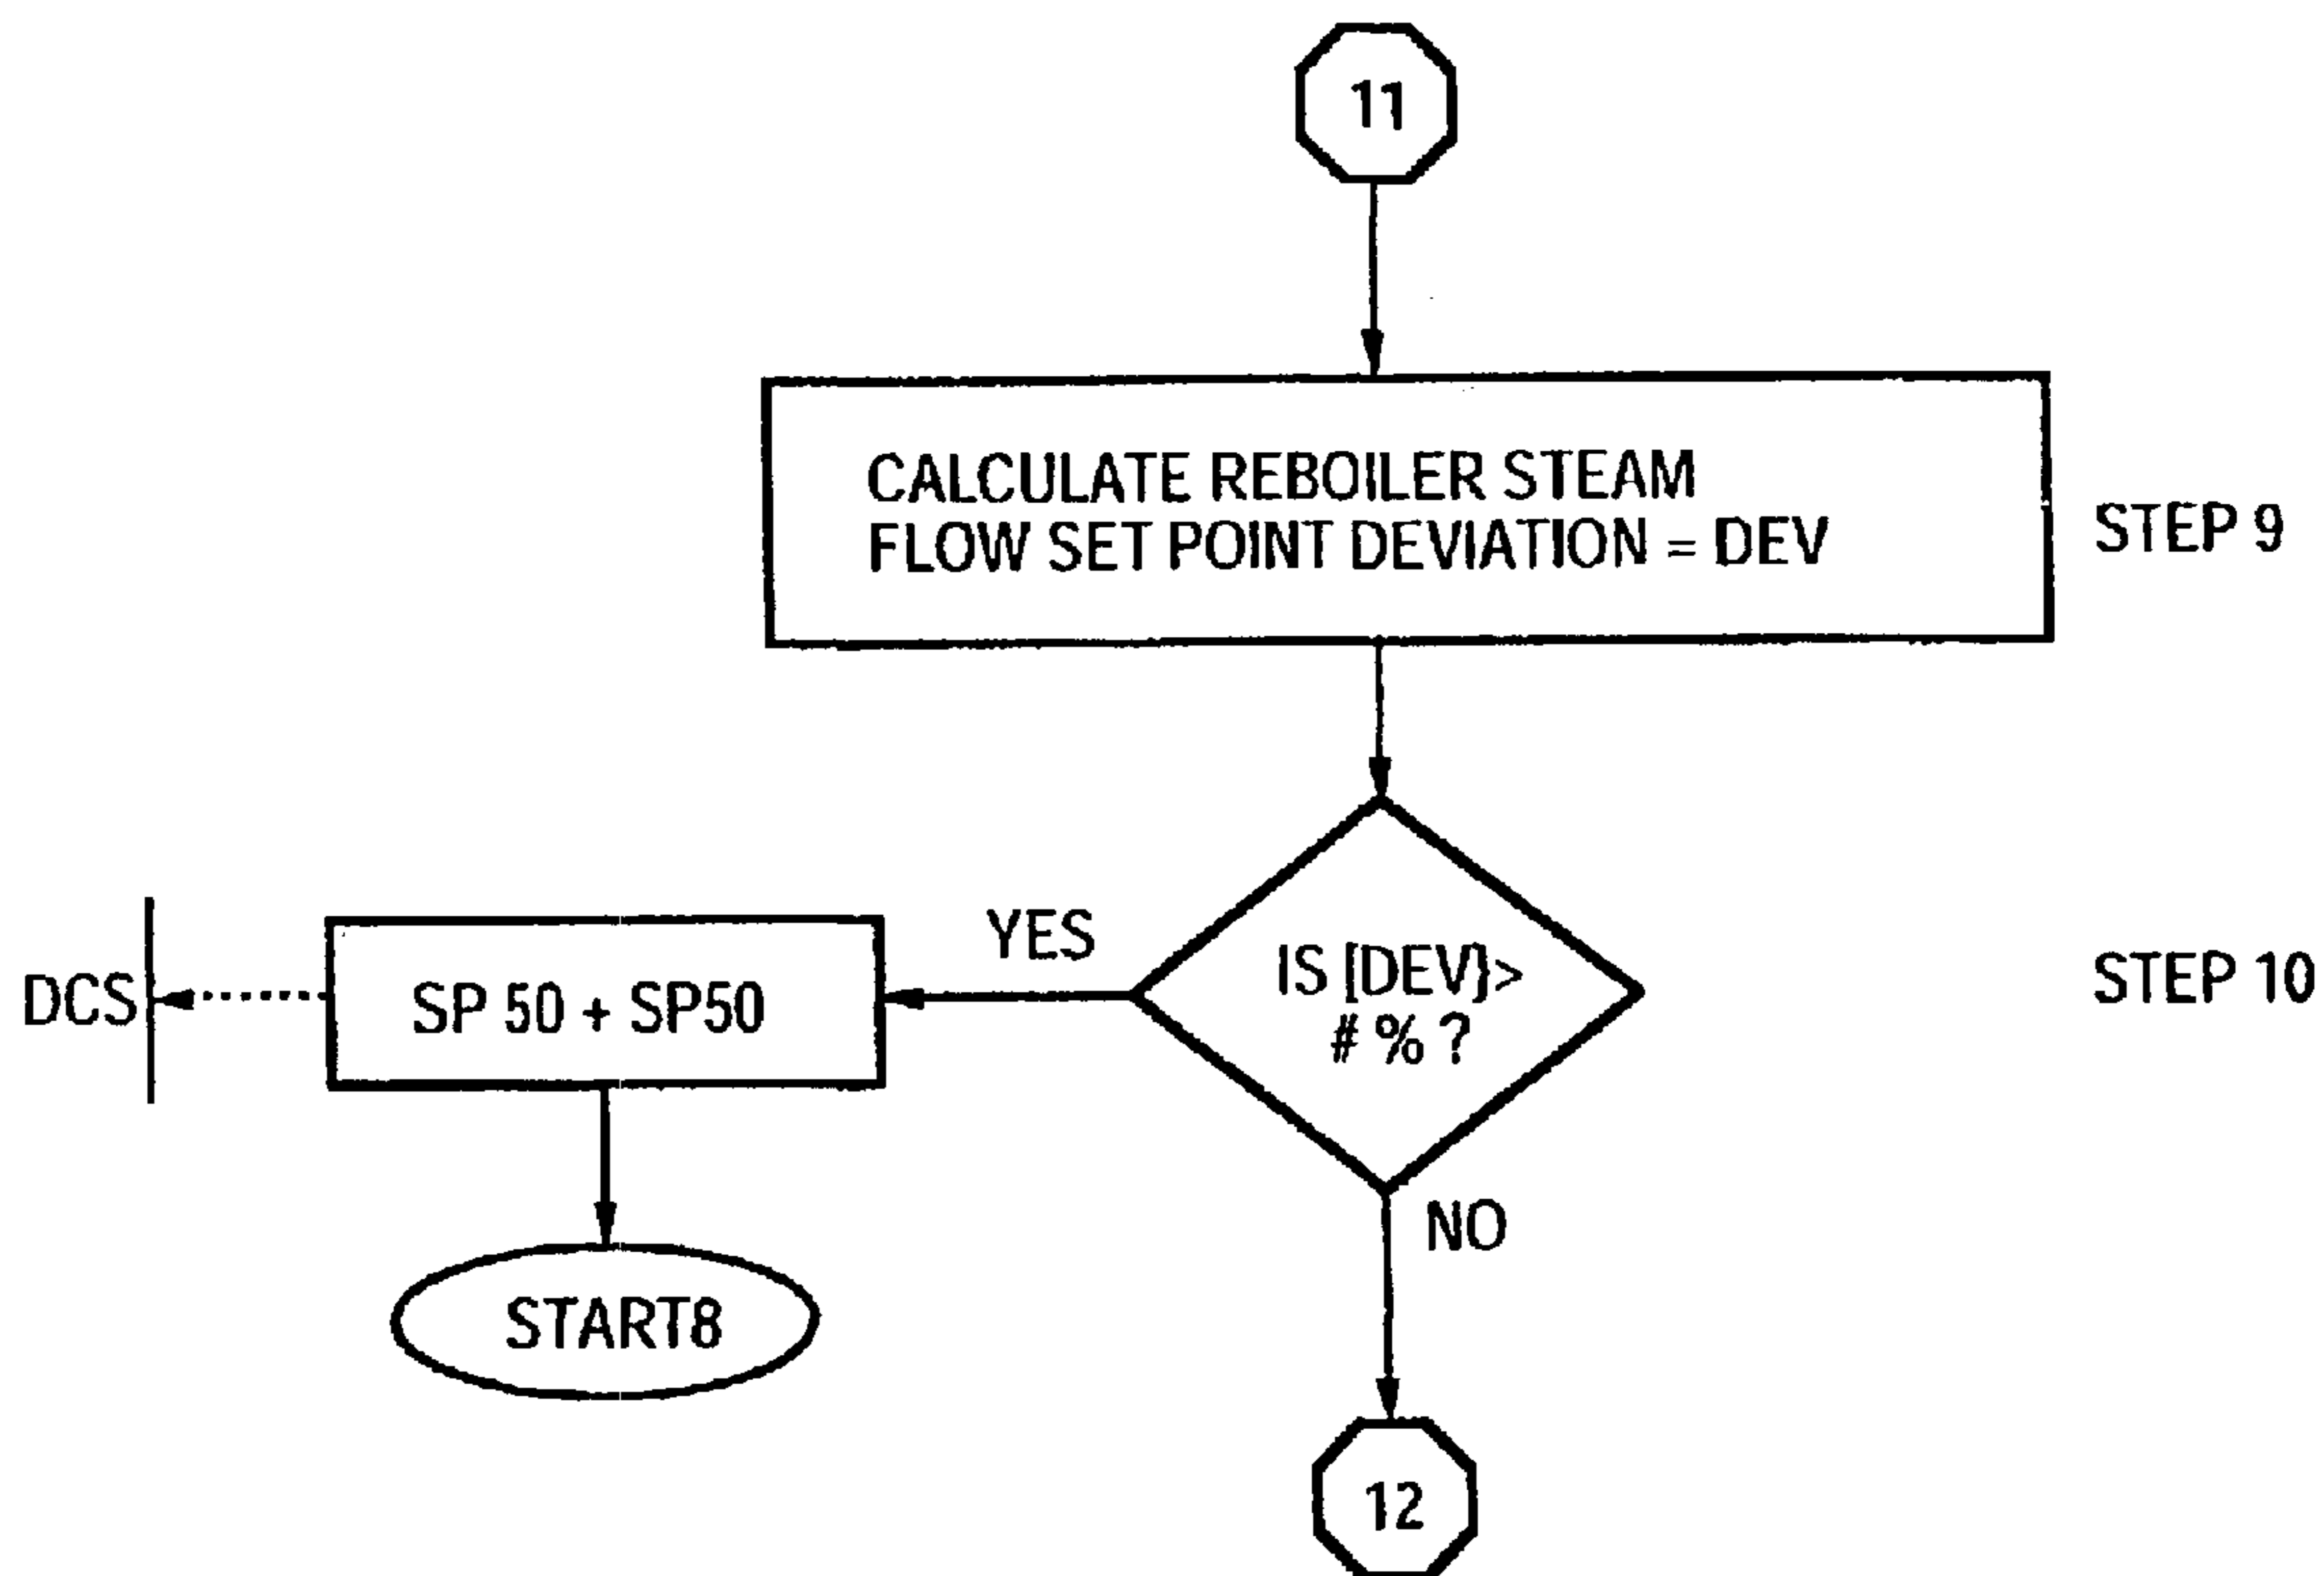 11
CALCULATE REBOILER STEAM
FLOW SET POINT DEVIATION = DEV
STEP 9
YES
IS [DEV]>
# % ?
STEP 10
DCS
SP 50 + SP50
NO
START8
12